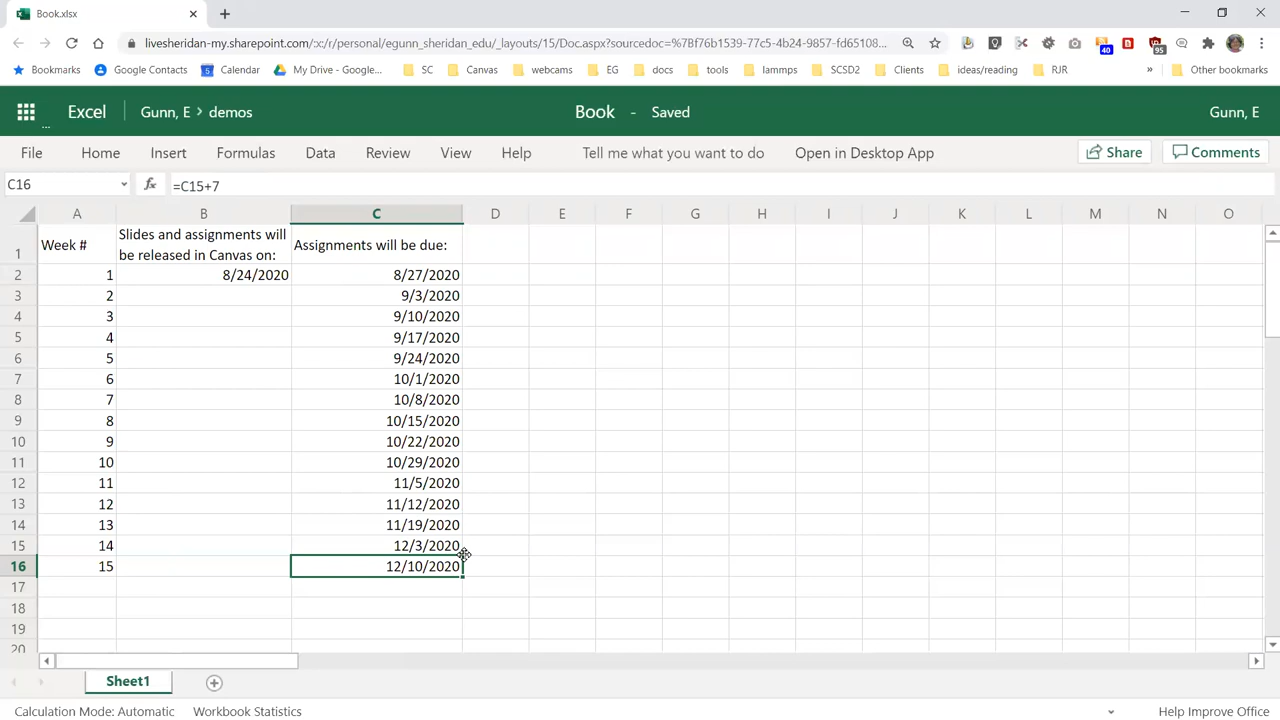 Book.xlsx
livesheridan-my.sharepoint.com/:x:/r/personal/egunn_sheridan_edu/_layouts/15/Doc.aspx?sourcedoc=%7Bf76b1539-77c5-4b24-9857-fd65108...
40
95
Bookmarks Google Contacts Calendar My Drive - Google... SC Canvas webcams EG docs tools lammps SCSD2 Clients ideas/reading RJR » Other bookmarks
Excel Gunn, E > demos Book - Saved Gunn, E
File Home Insert Formulas Data Review View Help Tell me what you want to do Open in Desktop App Share Comments
C16 fx =C15+7
A B C D E F G H I J K L M N O
Slides and assignments will
1 Week # be released in Canvas on: Assignments will be due:
2 1 8/24/2020 8/27/2020
3 2 9/3/2020
4 3 9/10/2020
5 4 9/17/2020
6 5 9/24/2020
7 6 10/1/2020
8 7 10/8/2020
9 8 10/15/2020
10 9 10/22/2020
11 10 10/29/2020
12 11 11/5/2020
13 12 11/12/2020
14 13 11/19/2020
15 14 12/3/2020
16 15 12/10/2020
17
18
19
20
Sheet1
Calculation Mode: Automatic Workbook Statistics Help Improve Office